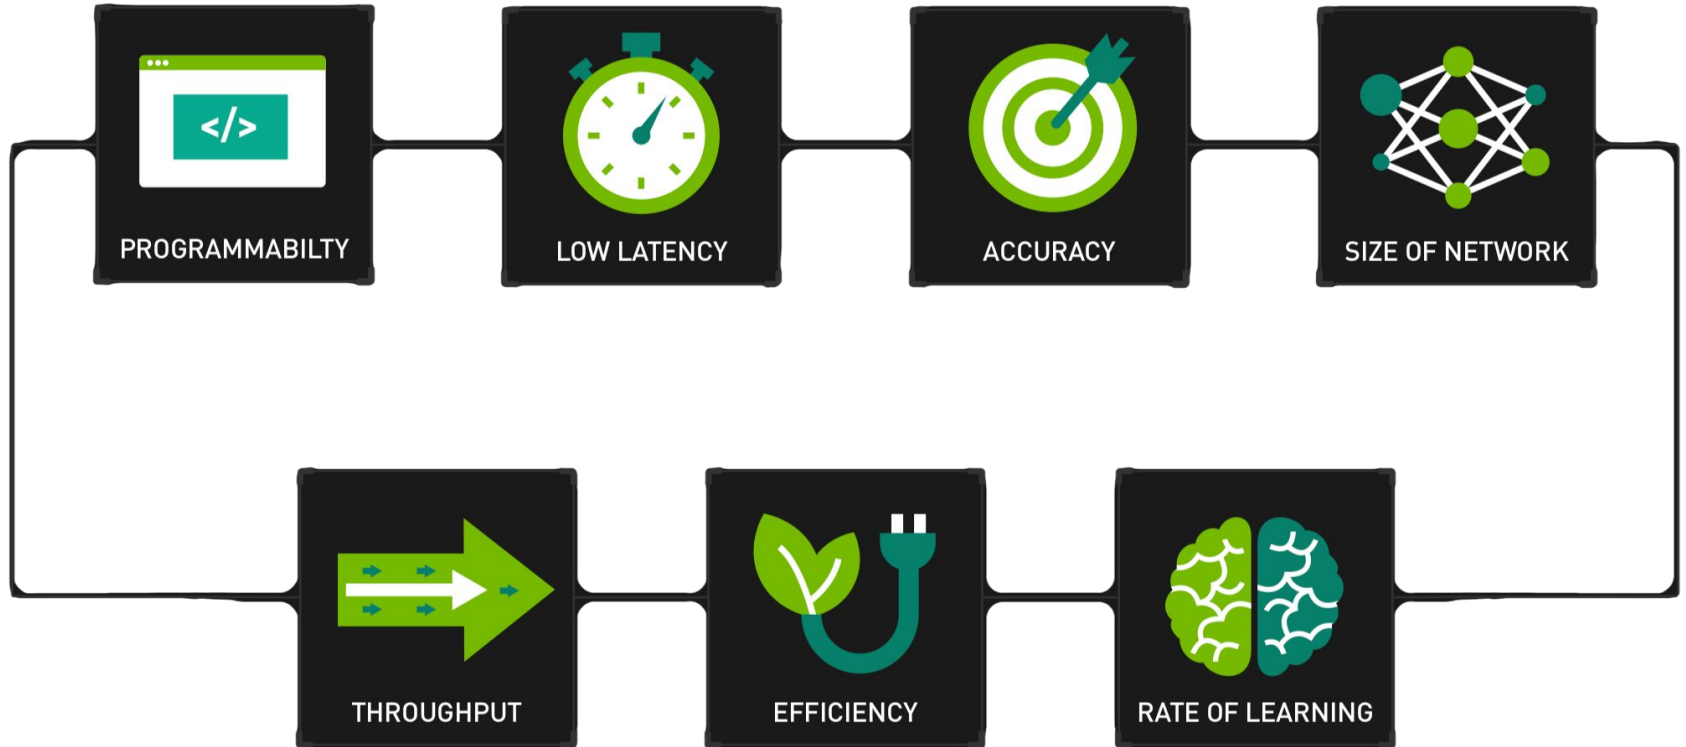 </>
PROGRAMMABILTY
LOW LATENCY
ACCURACY
SIZE OF NETWORK
THROUGHPUT
EFFICIENCY
RATE OF LEARNING